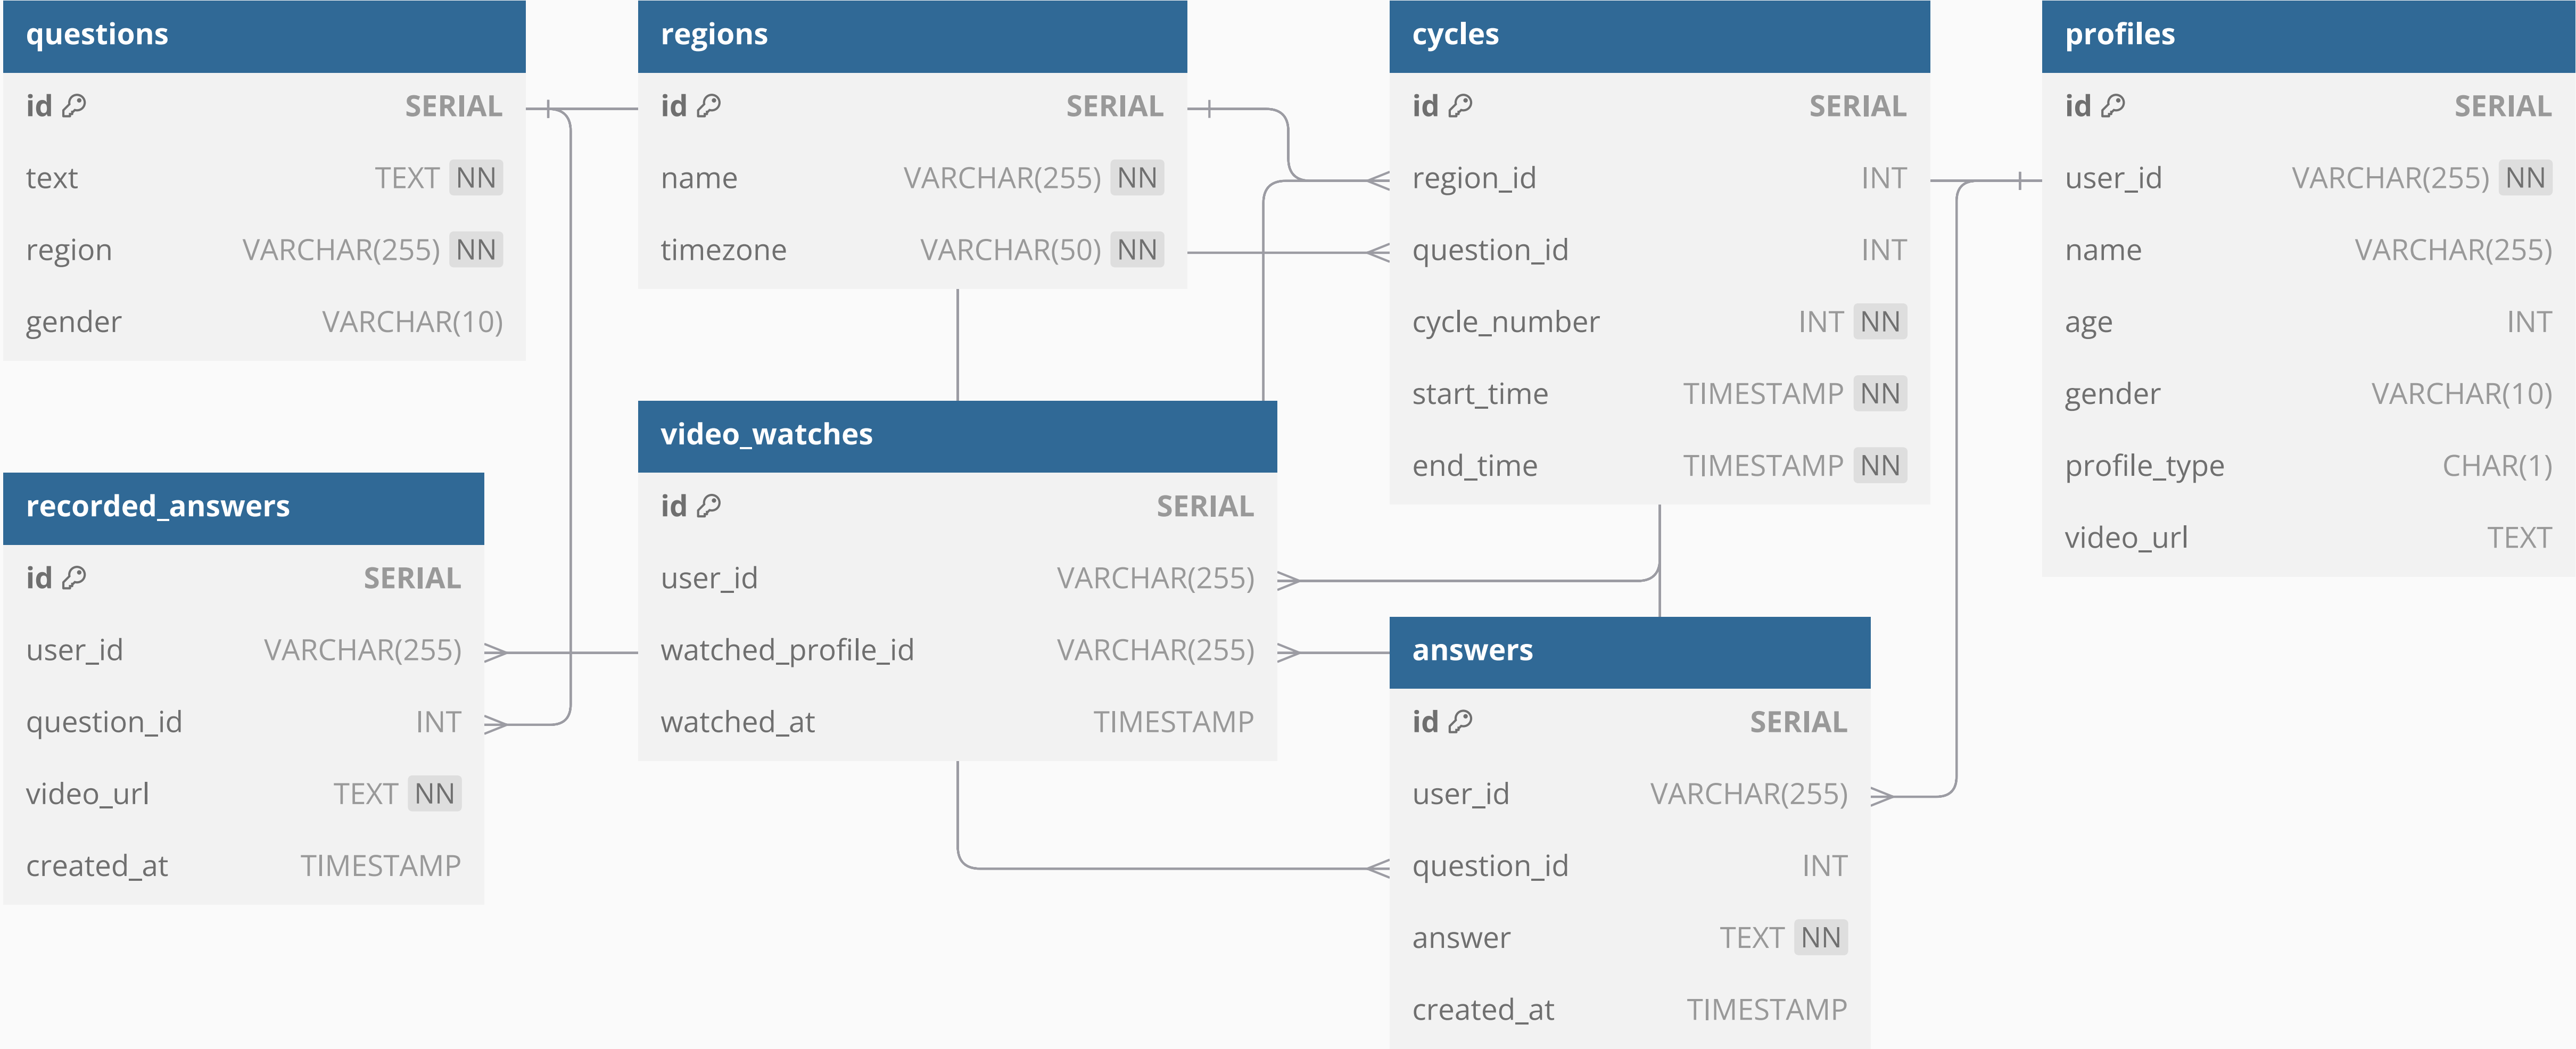 questions
id SERIAL
text TEXT NN
region VARCHAR(255) NN
gender VARCHAR(10)
regions
id SERIAL
name VARCHAR(255) NN
timezone VARCHAR(50) NN
cycles
id SERIAL
region_id INT
question_id INT
cycle_number INT NN
start_time TIMESTAMP NN
end_time TIMESTAMP NN
profiles
id SERIAL
user_id VARCHAR(255) NN
name VARCHAR(255)
age INT
gender VARCHAR(10)
profile_type CHAR(1)
video_url TEXT
recorded_answers
id SERIAL
user_id VARCHAR(255)
question_id INT
video_url TEXT NN
created_at TIMESTAMP
video_watches
id SERIAL
user_id VARCHAR(255)
watched_profile_id VARCHAR(255)
watched_at TIMESTAMP
answers
id SERIAL
user_id VARCHAR(255)
question_id INT
answer TEXT NN
created_at TIMESTAMP